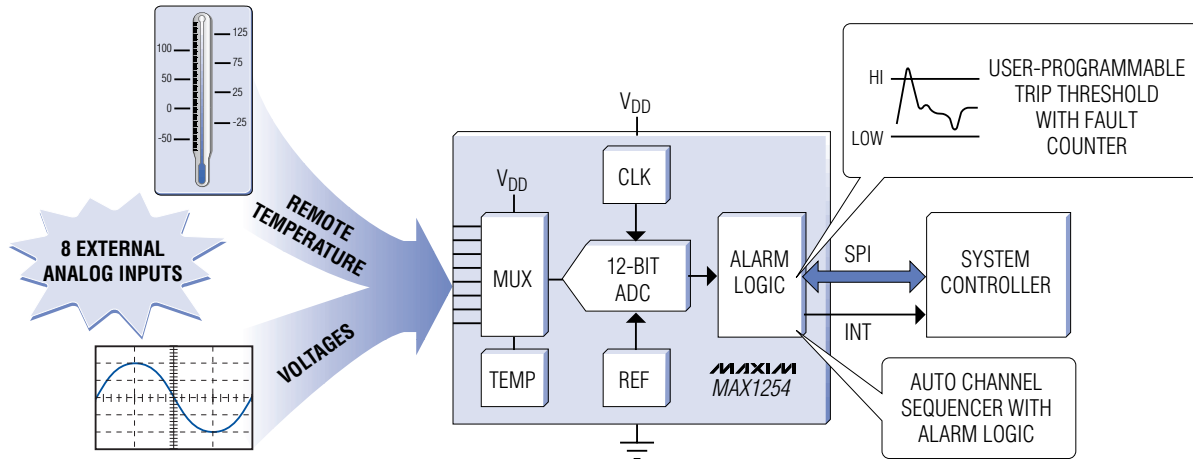 125
100
75
50
25
0
-25
-50
8 EXTERNAL
ANALOG INPUTS
REMOTE
TEMPERATURE
VOLTAGES
VDD
VDD
CLK
MUX
12-BIT
ADC
ALARM
LOGIC
TEMP
REF
MAXIM
MAX1254
HI
LOW
USER-PROGRAMMABLE
TRIP THRESHOLD
WITH FAULT
COUNTER
SPI
INT
SYSTEM
CONTROLLER
AUTO CHANNEL
SEQUENCER WITH
ALARM LOGIC